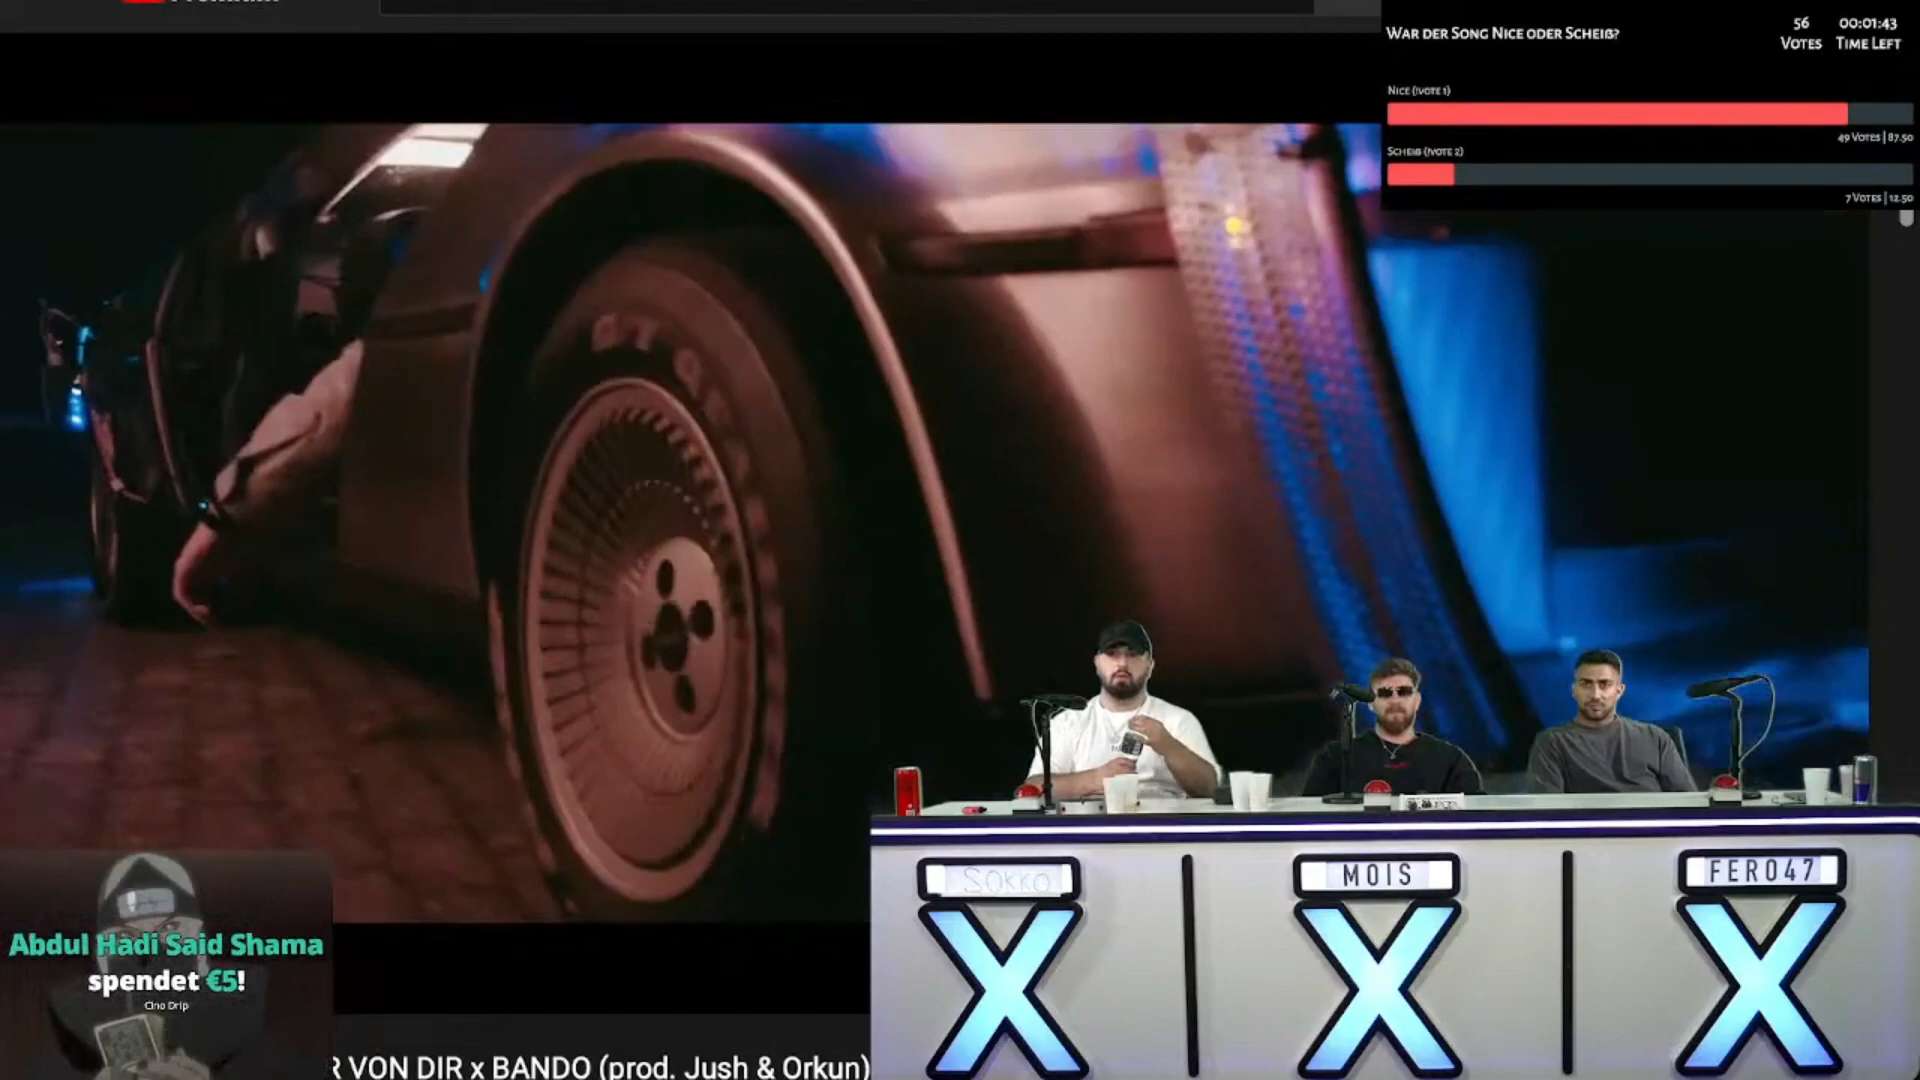 WAR DER SONG NICE ODER SCHEIẞ?
56
VOTES
00:01:43
TIME LEFT
NICE (!VOTE 1)
49 VOTES | 87.50
SCHEIẞ (!VOTE 2)
7 VOTES | 12.50
SOKKO
MOIS
FERO47
X
X
X
Abdul Hadi Said Shama
spendet €5!
Cino Drip
VON DIR x BANDO (prod. Jush & Orkun)